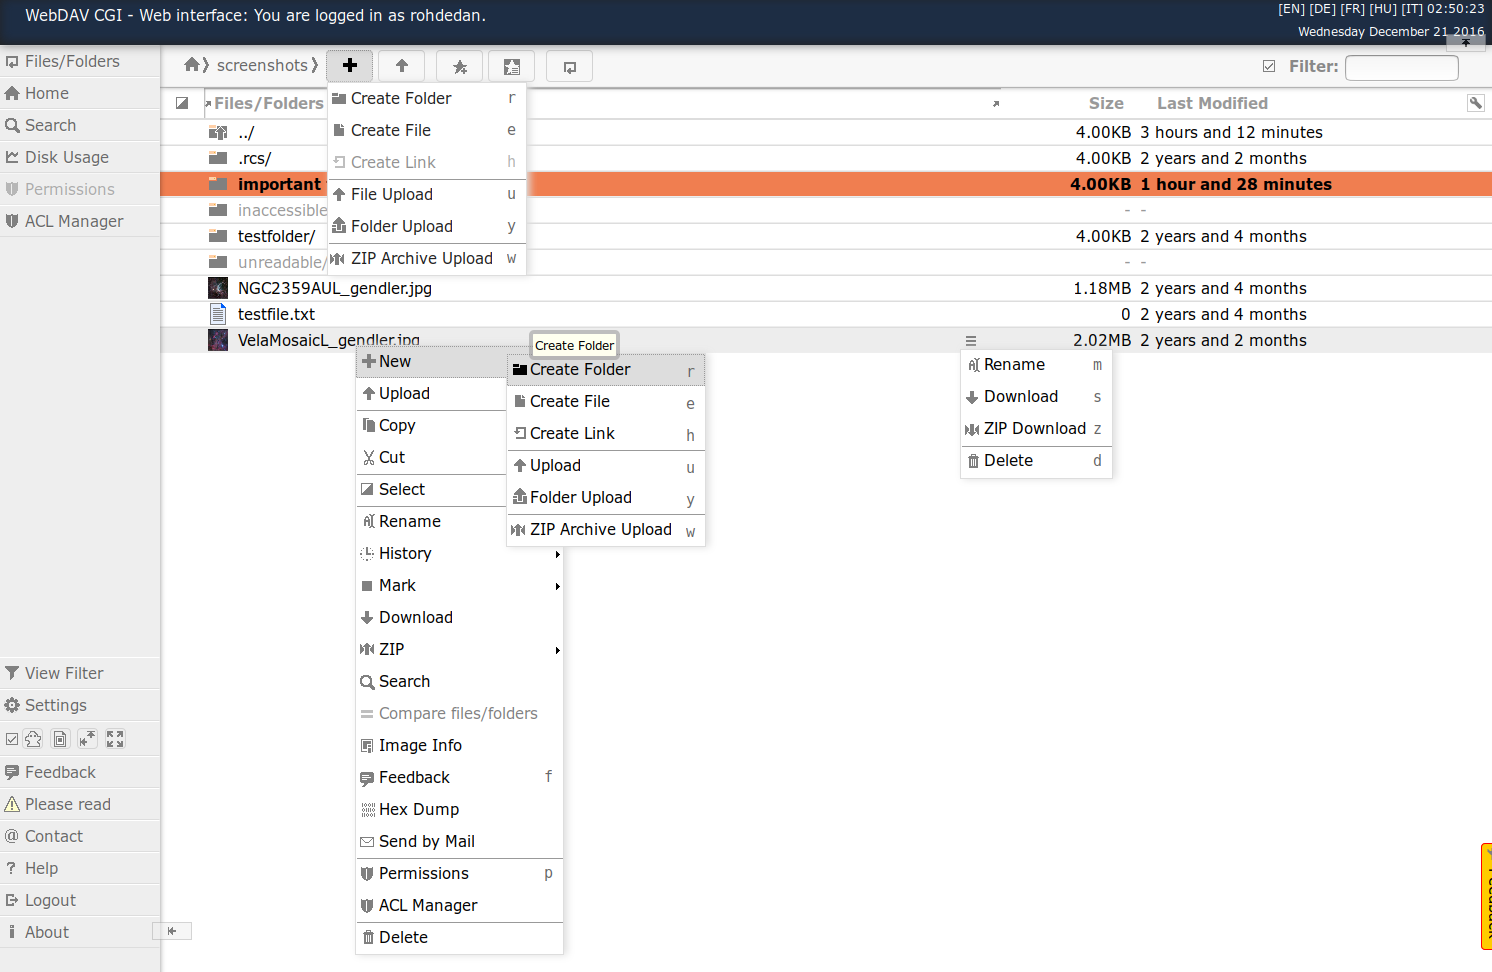 WebDAV CGI - Web interface: You are logged in as rohdedan.
[EN] [DE] [FR] [HU] [IT] 02:50:23
Wednesday December 21 2016
Files/Folders
Home
Search
Disk Usage
Permissions
ACL Manager
View Filter
Settings
Feedback
Please read
@ Contact
? Help
Logout
i About
screenshots
Filter:
Files/Folders Size Last Modified
../ 4.00KB 3 hours and 12 minutes
.rcs/ 4.00KB 2 years and 2 months
important 4.00KB 1 hour and 28 minutes
inaccessible - -
testfolder/ 4.00KB 2 years and 4 months
unreadable/ - -
NGC2359AUL_gendler.jpg 1.18MB 2 years and 4 months
testfile.txt 0 2 years and 4 months
VelaMosaicL_gendler.jpg 2.02MB 2 years and 2 months
Create Folder r
Create File e
Create Link h
File Upload u
Folder Upload y
ZIP Archive Upload w
New
Upload
Copy
Cut
Select
Rename
History
Mark
Download
ZIP
Search
Compare files/folders
Image Info
Feedback f
Hex Dump
Send by Mail
Permissions p
ACL Manager
Delete
Create Folder
Create Folder r
Create File e
Create Link h
Upload u
Folder Upload y
ZIP Archive Upload w
Rename m
Download s
ZIP Download z
Delete d
Feedback